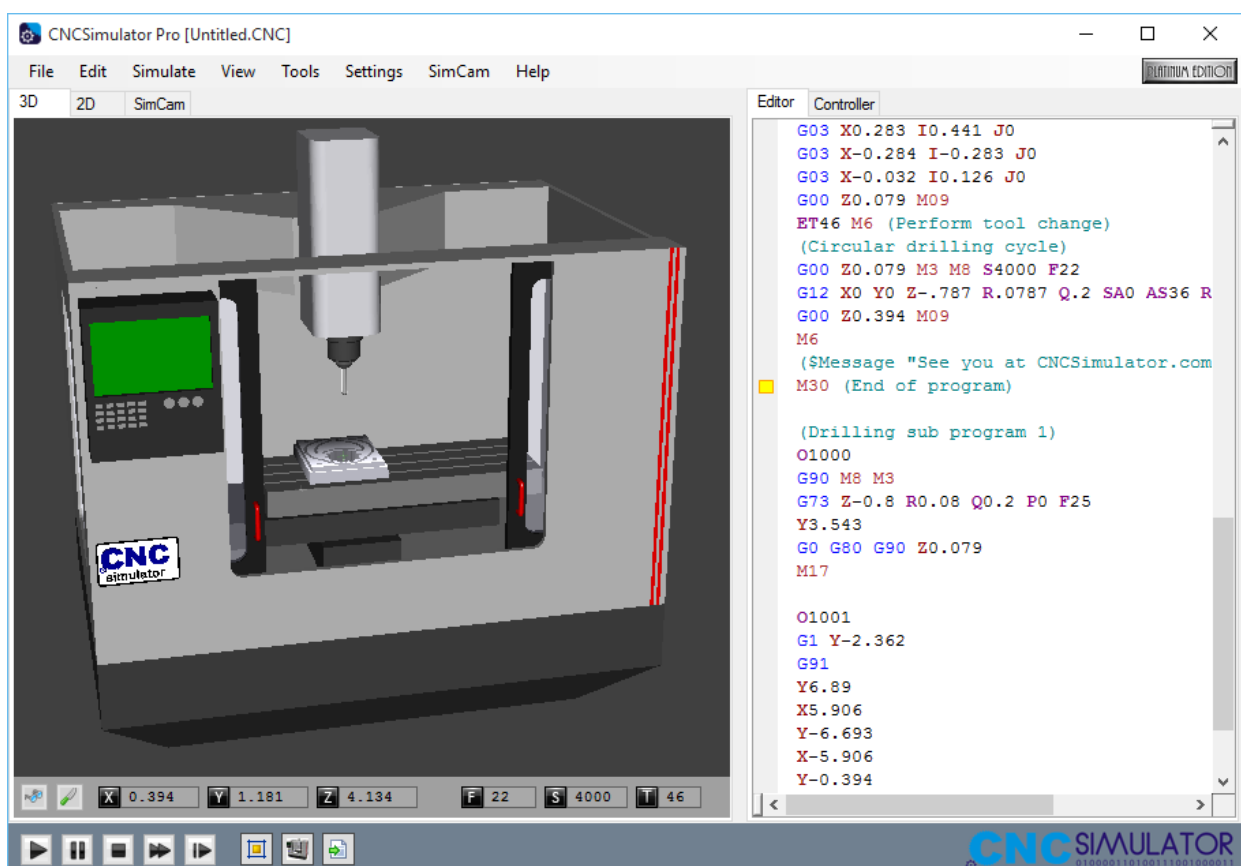 CNCSimulator Pro [Untitled.CNC]
File Edit Simulate View Tools Settings SimCam Help
PLATINUM EDITION
3D 2D SimCam
Editor Controller
G03 X0.283 I0.441 J0
G03 X-0.284 I-0.283 J0
G03 X-0.032 I0.126 J0
G00 Z0.079 M09
ET46 M6 (Perform tool change)
(Circular drilling cycle)
G00 Z0.079 M3 M8 S4000 F22
G12 X0 Y0 Z-.787 R.0787 Q.2 SA0 AS36 R
G00 Z0.394 M09
M6
($Message "See you at CNCSimulator.com
M30 (End of program)
(Drilling sub program 1)
O1000
G90 M8 M3
G73 Z-0.8 R0.08 Q0.2 P0 F25
Y3.543
G0 G80 G90 Z0.079
M17
O1001
G1 Y-2.362
G91
Y6.89
X5.906
Y-6.693
X-5.906
Y-0.394
CNC
simulator
X 0.394 Y 1.181 Z 4.134 F 22 S 4000 T 46
CNC SIMULATOR